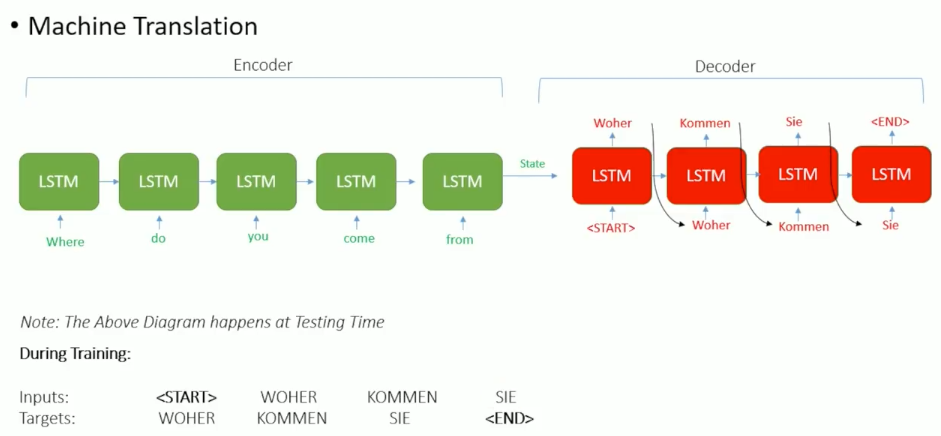 • Machine Translation
Encoder
Decoder
Woher Kommen Sie <END>
LSTM LSTM LSTM LSTM LSTM State LSTM LSTM LSTM LSTM
Where do you come from <START> Woher Kommen Sie
Note: The Above Diagram happens at Testing Time
During Training:
Inputs: <START> WOHER KOMMEN SIE
Targets: WOHER KOMMEN SIE <END>